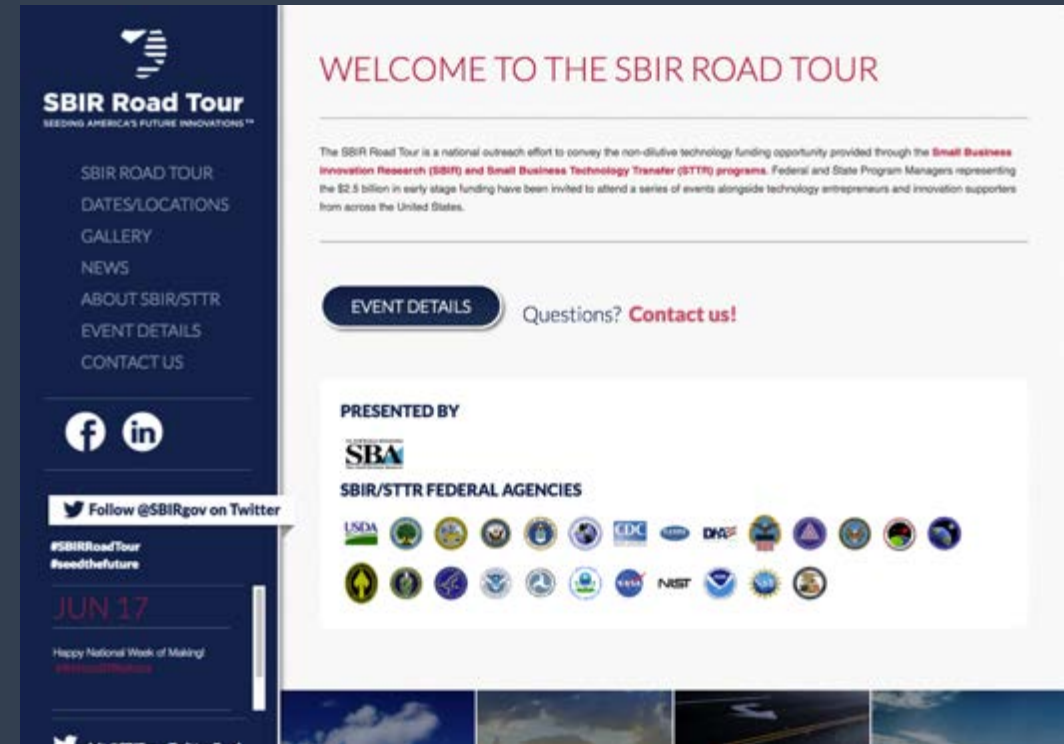 SBIR Road Tour
SEEDING AMERICA'S FUTURE INNOVATIONS™
SBIR ROAD TOUR
DATES/LOCATIONS
GALLERY
NEWS
ABOUT SBIR/STTR
EVENT DETAILS
CONTACT US
Follow @SBIRgov on Twitter
#SBIRRoadTour
#seedthefuture
JUN 17
Happy National Week of Making!
WELCOME TO THE SBIR ROAD TOUR
The SBIR Road Tour is a national outreach effort to convey the non-dilutive technology funding opportunity provided through the Small Business
Innovation Research (SBIR) and Small Business Technology Transfer (STTR) programs. Federal and State Program Managers representing
the $2.5 billion in early stage funding have been invited to attend a series of events alongside technology entrepreneurs and innovation supporters
from across the United States.
EVENT DETAILS
Questions? Contact us!
PRESENTED BY
SBA
SBIR/STTR FEDERAL AGENCIES
USDA
CDC
NASA
NIST